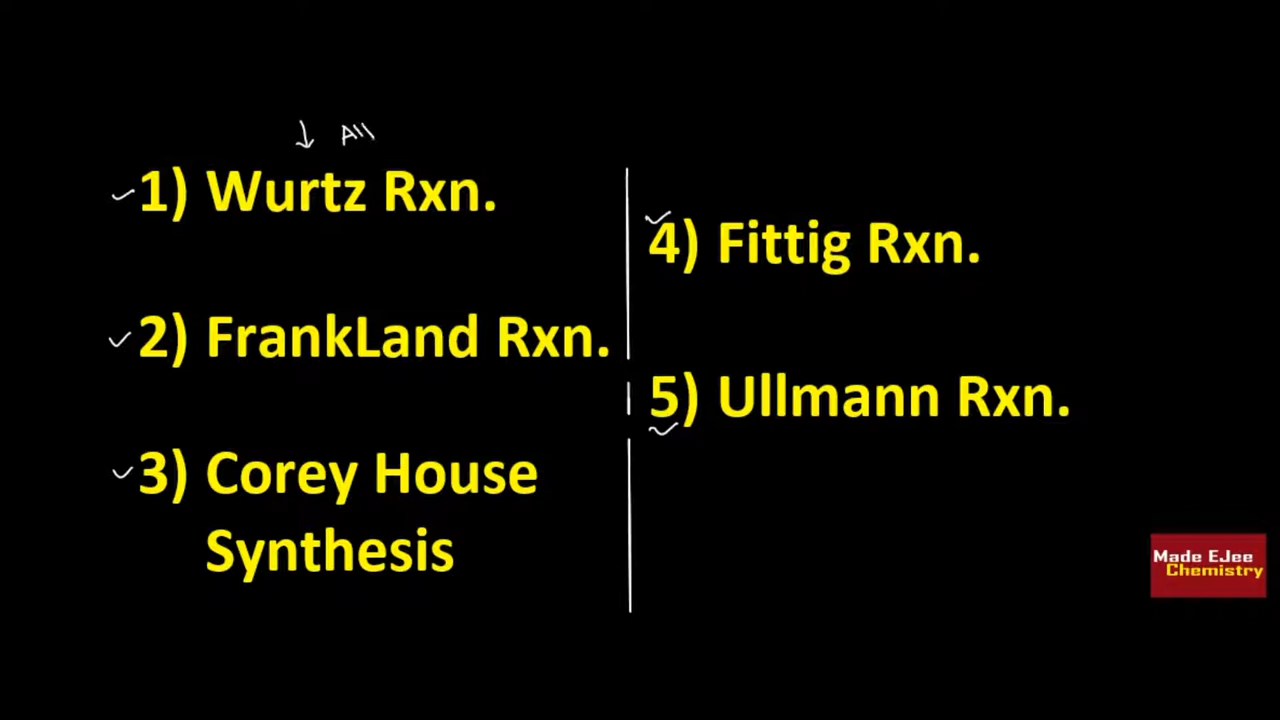 ↓ All
1) Wurtz Rxn.
2) FrankLand Rxn.
3) Corey House
Synthesis
4) Fittig Rxn.
5) Ullmann Rxn.
Made EJee
Chemistry